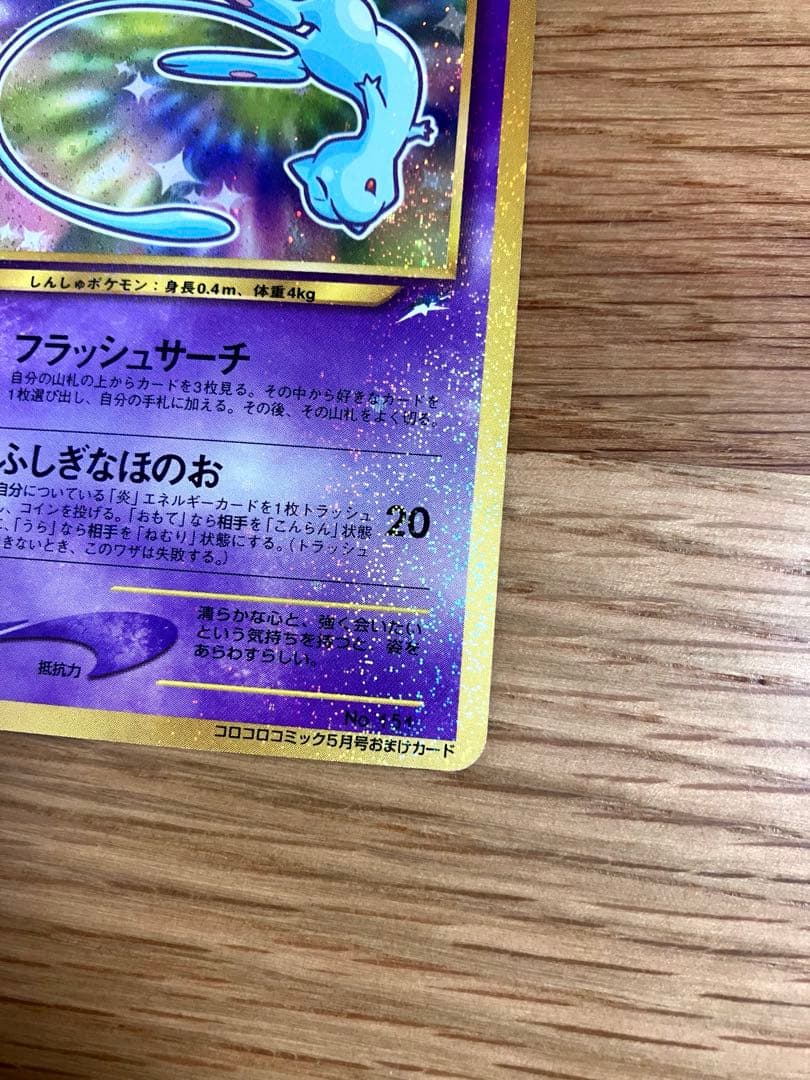 しんしゅポケモン：身長0.4m、体重4kg
フラッシュサーチ
自分の山札の上からカードを3枚見る。その中から好きなカードを
1枚選び出し、自分の手札に加える。その後、その山札をよく切る。
ふしぎなほのお
自分についている「炎」エネルギーカードを1枚トラッシュ
し、コインを投げる。「おもて」なら相手を「こんらん」状態
に、「うら」なら相手を「ねむり」状態にする。（トラッシュ
きないとき、このワザは失敗する。）
20
清らかな心と、強く会いたい
という気持ちを持つと、姿を
あらわすらしい。
抵抗力
No.151
コロコロコミック5月号おまけカード